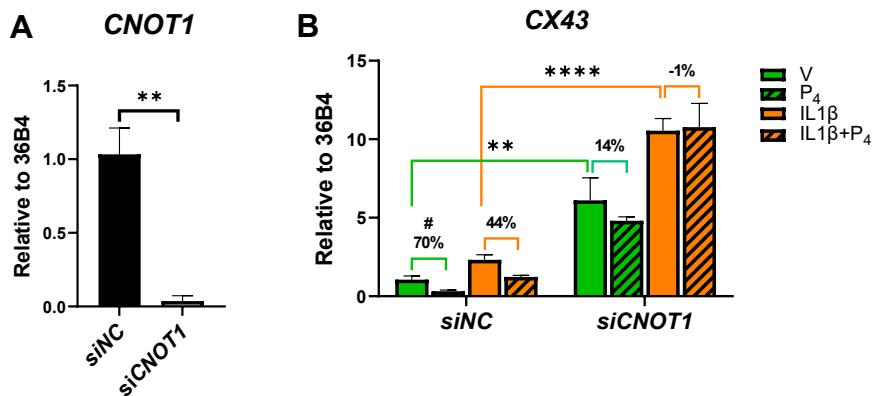 A
CNOT1
Relative to 36B4
1.5
1.0
0.5
0.0
**
siNC
siCNOT1
B
CX43
Relative to 36B4
15
10
5
0
#
70%
44%
**
****
14%
-1%
siNC
siCNOT1
V
P₄
IL1β
IL1β+P₄